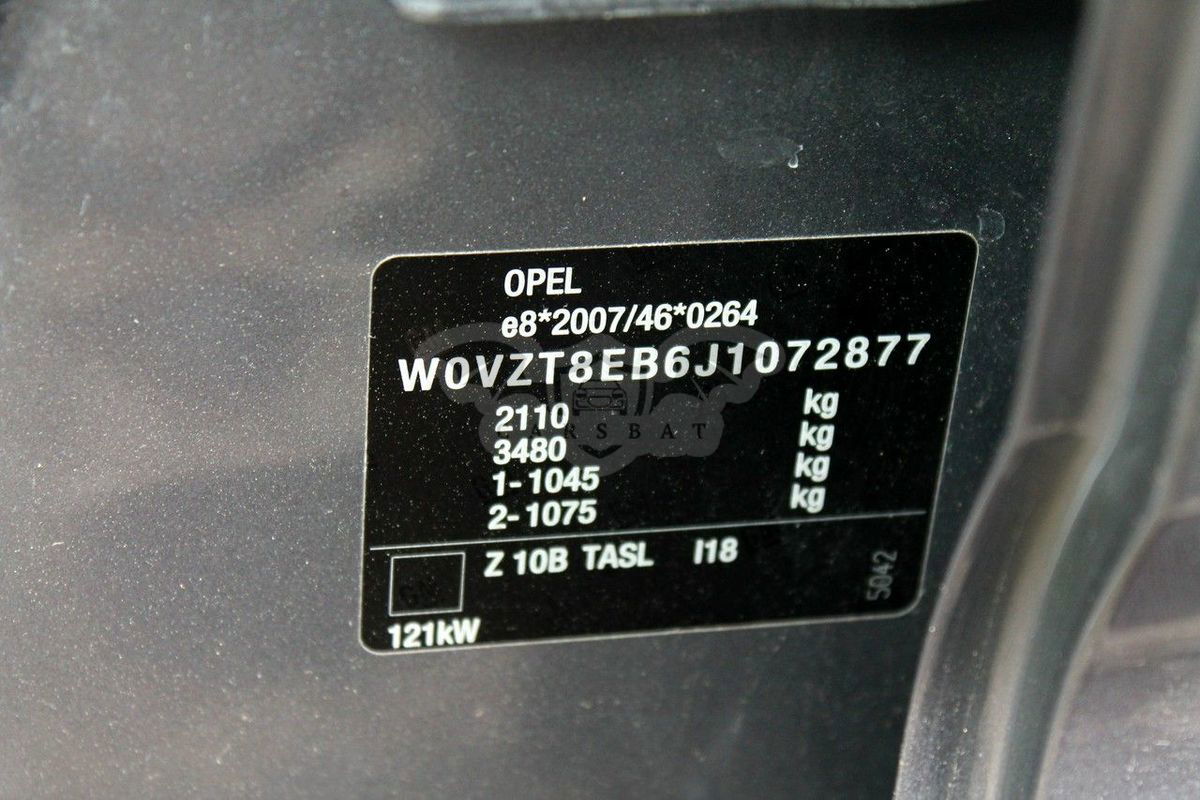 OPEL
e8*2007/46*0264
W0VZT8EB6J1072877
2110 kg
CARSBAT
3480 kg
1-1045 kg
2-1075 kg
Z 10B TASL I18
5042
121kW